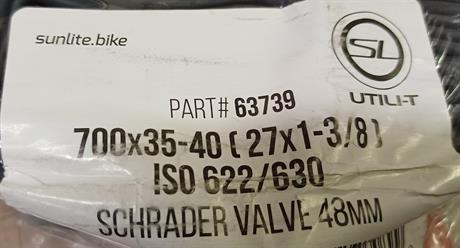 sunlite.bike
SL
UTILI-T
PART# 63739
700x35-40 ( 27x1-3/8 )
ISO 622/630
SCHRADER VALVE 48MM